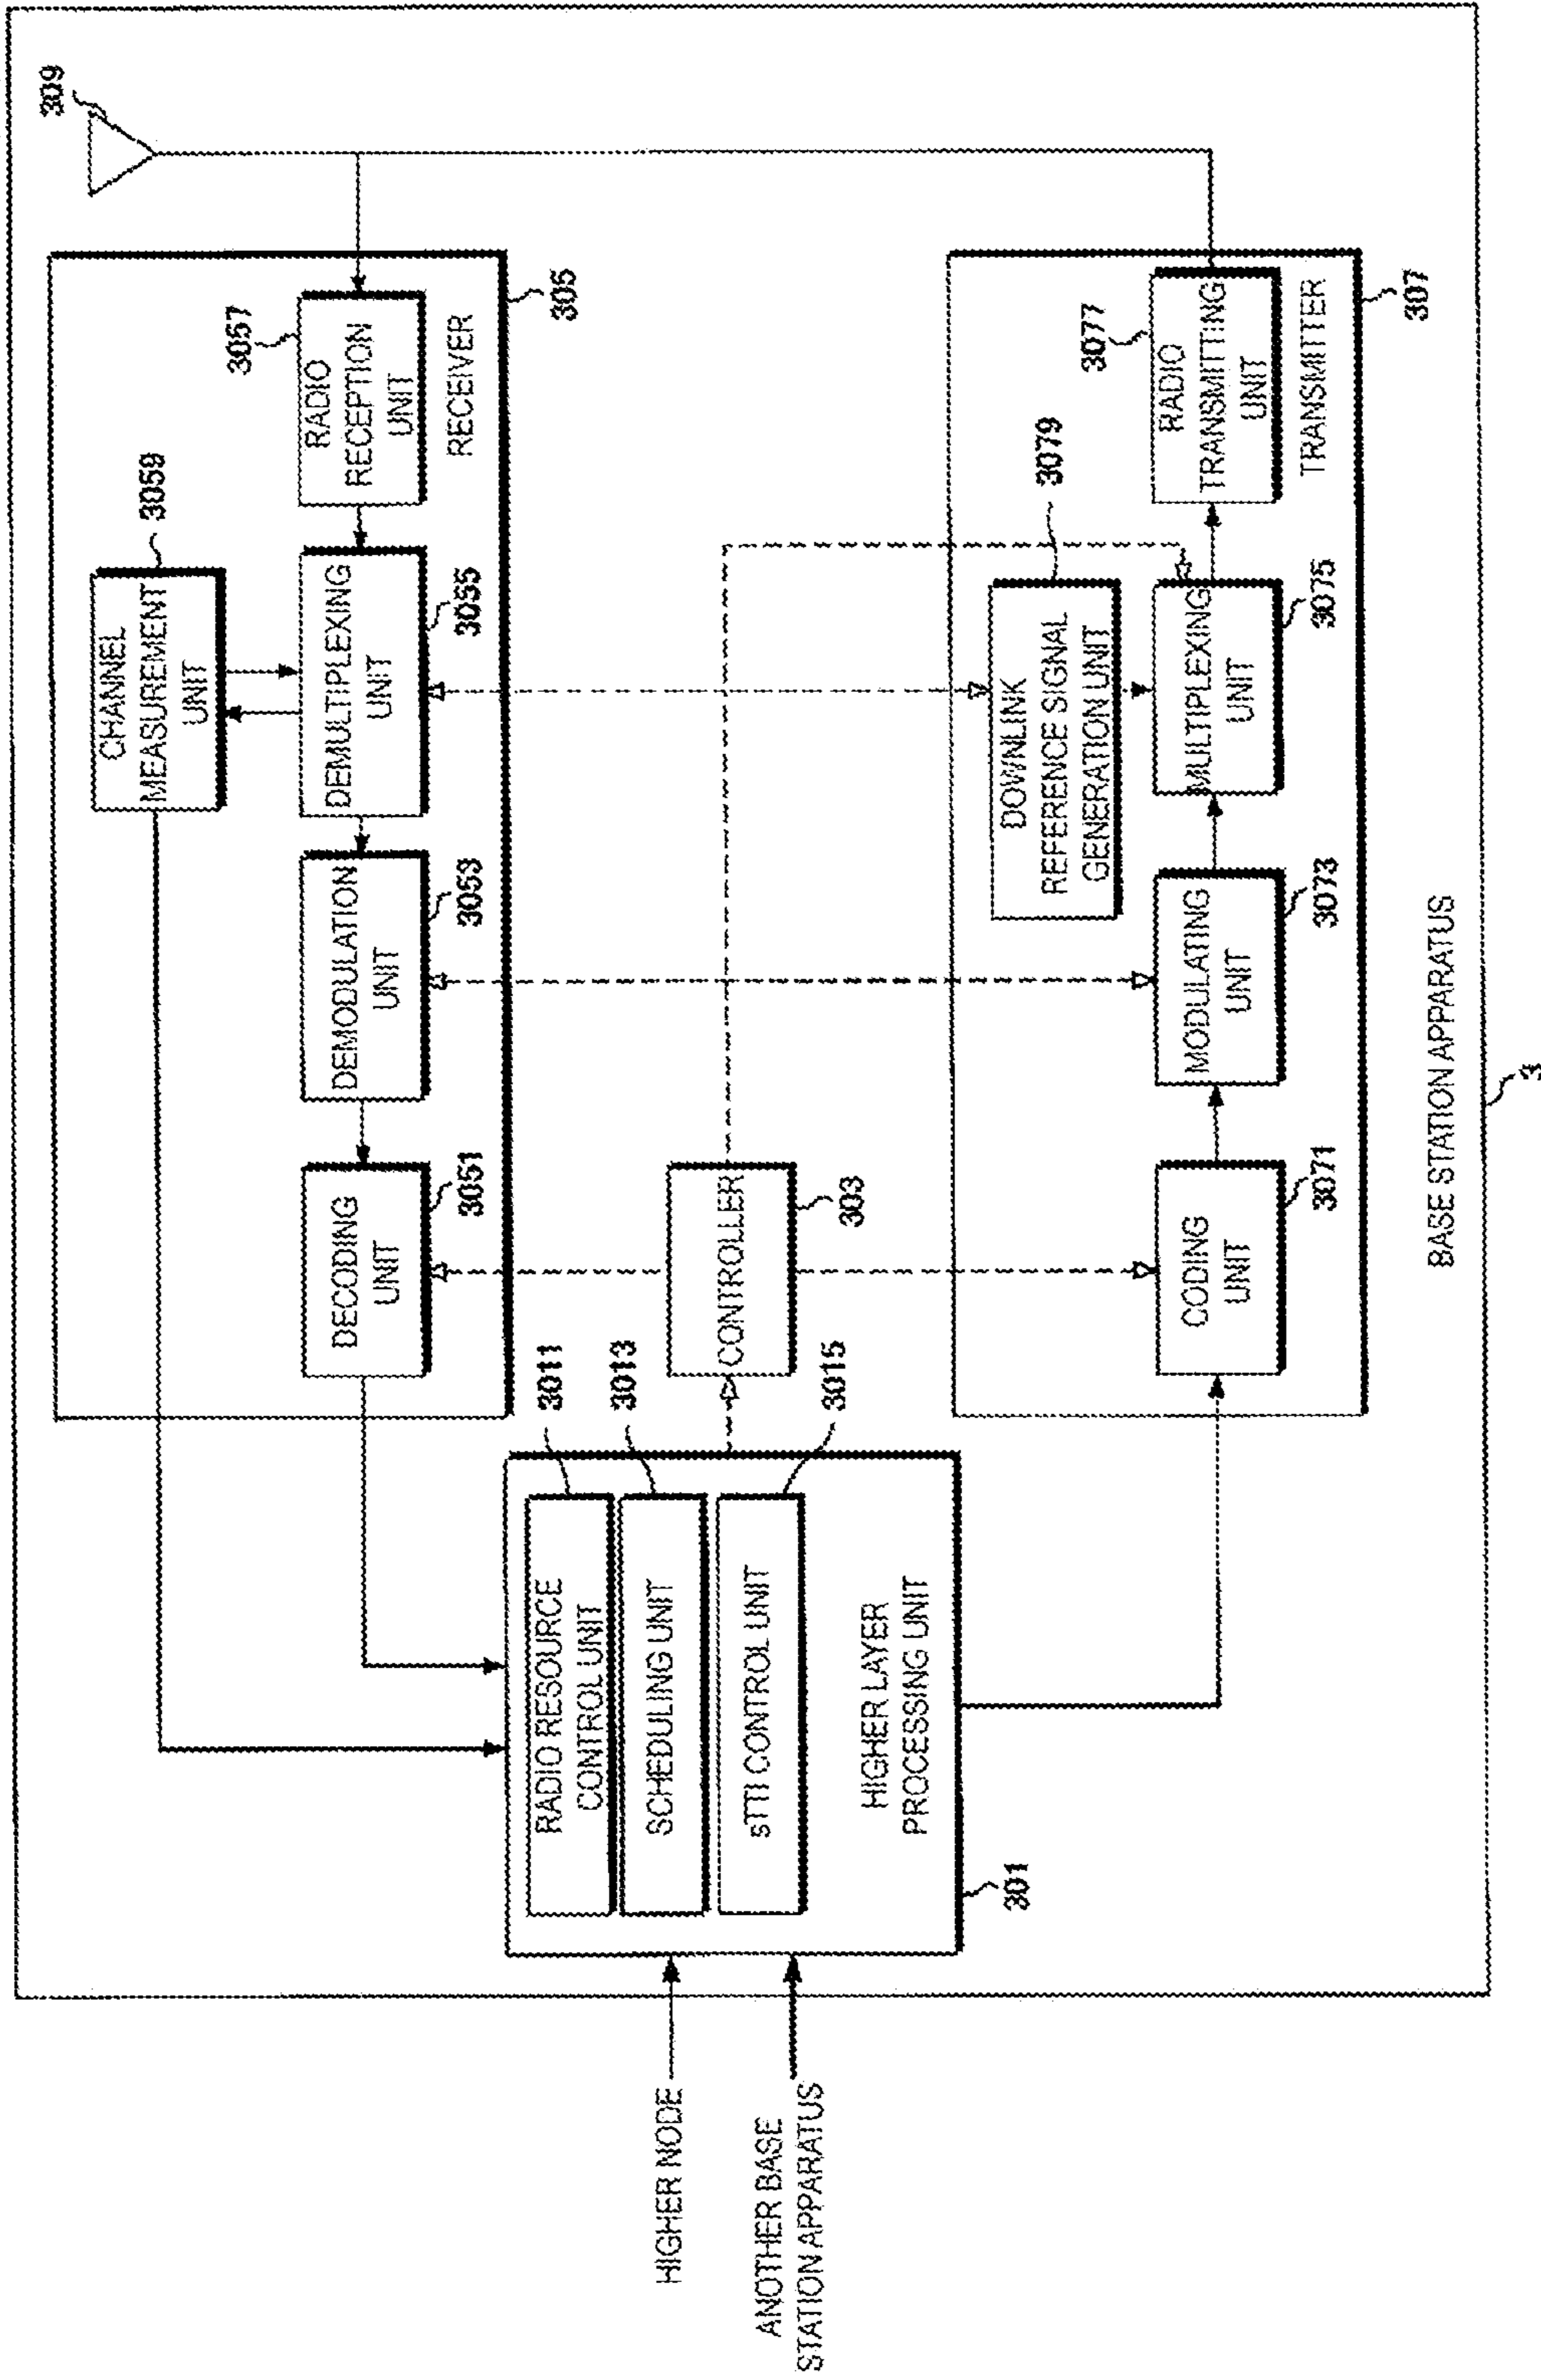 309
3059
CHANNEL
MEASUREMENT
UNIT
3057
RADIO
RECEPTION
UNIT
DEMULTIPLEXING
UNIT
3055
DEMODULATION
UNIT
3053
DECODING
UNIT
3051
RECEIVER
305
HIGHER NODE
ANOTHER BASE
STATION APPARATUS
RADIO RESOURCE
CONTROL UNIT
3011
SCHEDULING UNIT
3013
sTTI CONTROL UNIT
3015
HIGHER LAYER
PROCESSING UNIT
301
CONTROLLER
303
DOWNLINK
REFERENCE SIGNAL
GENERATION UNIT
3079
CODING
UNIT
3071
MODULATING
UNIT
3073
MULTIPLEXING
UNIT
3075
RADIO
TRANSMITTING
UNIT
3077
TRANSMITTER
307
BASE STATION APPARATUS
3